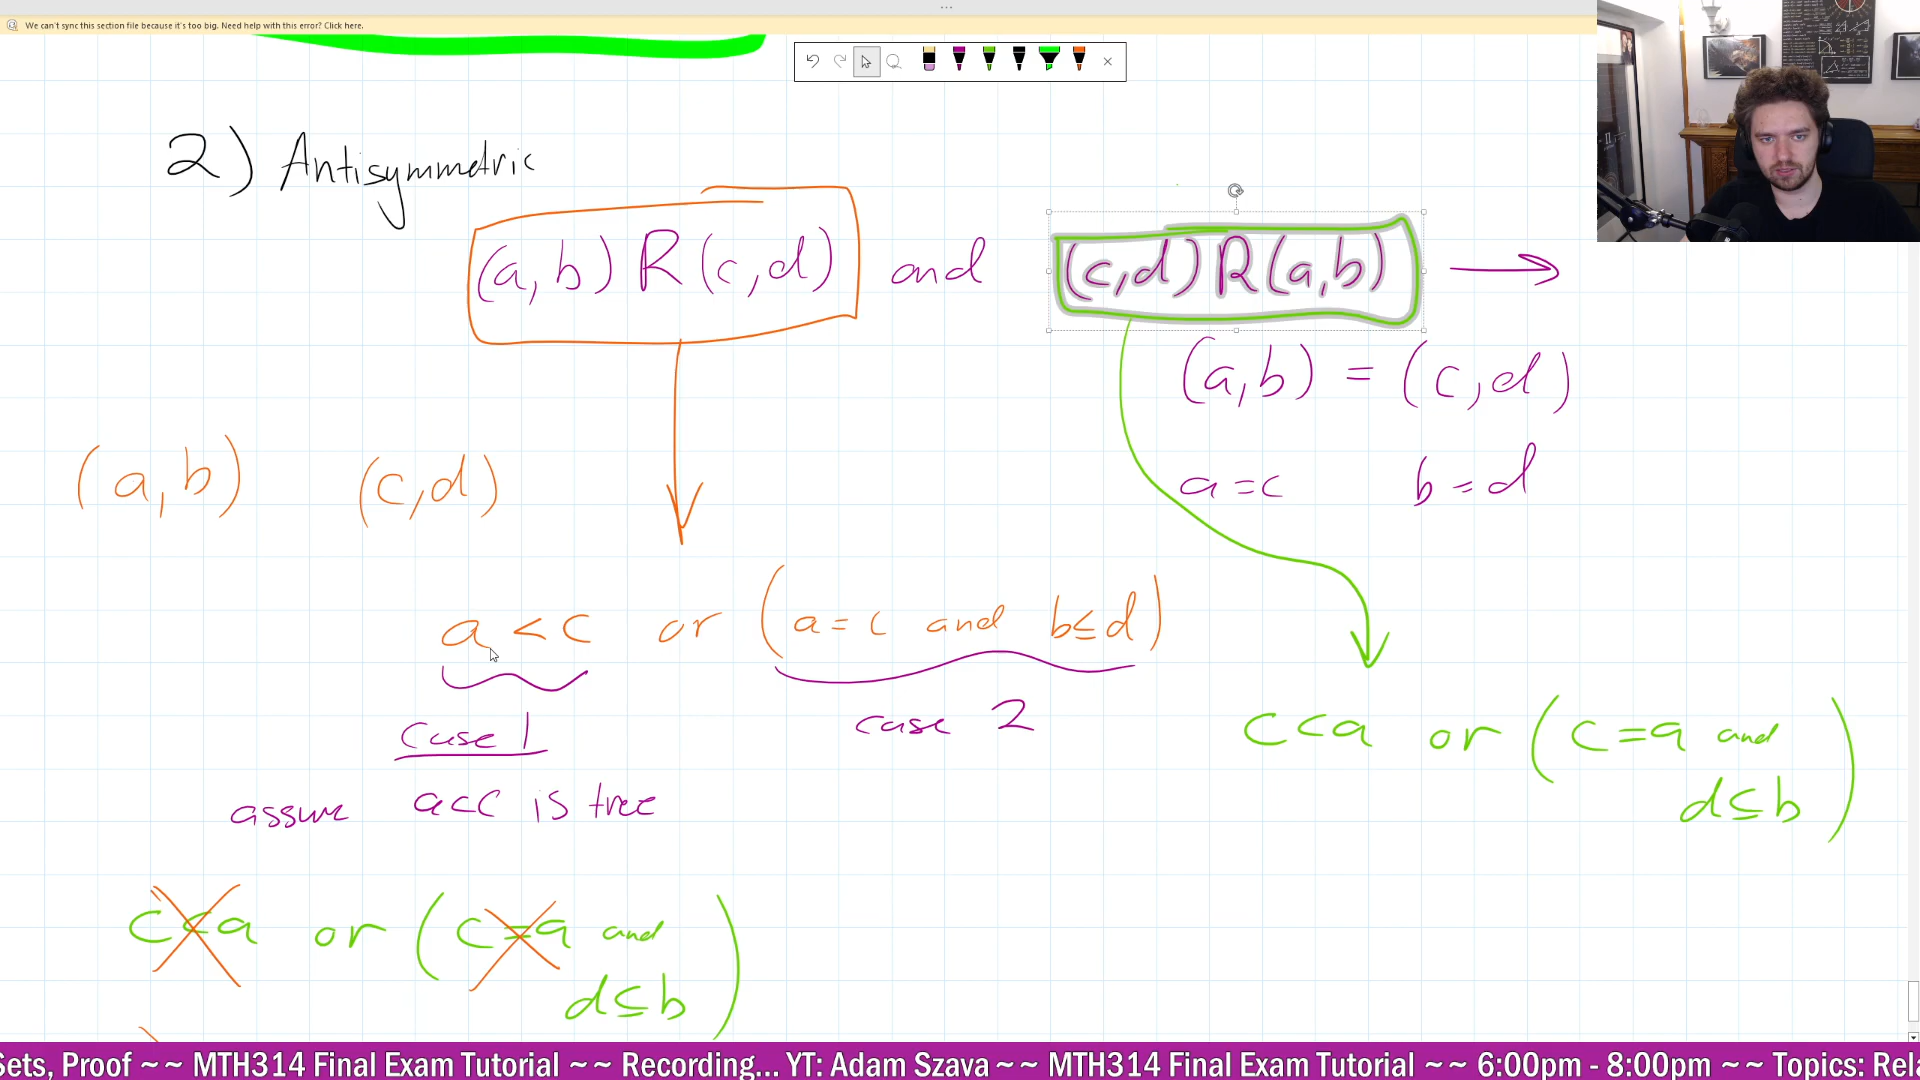 We can't sync this section file because it's too big. Need help with this error? Click here.
2) Antisymmetric
(a,b) R (c,d) and (c,d) R (a,b) →
(a,b) = (c,d)
(a,b) (c,d)
a=c b=d
a < c or (a = c and b≤d)
case 1
case 2
c<a or (c=a and
d≤b)
assume a<c is true
c<a or (c=a and
d≤b)
Sets, Proof ~~ MTH314 Final Exam Tutorial ~~ Recording... YT: Adam Szava ~~ MTH314 Final Exam Tutorial ~~ 6:00pm - 8:00pm ~~ Topics: Rel